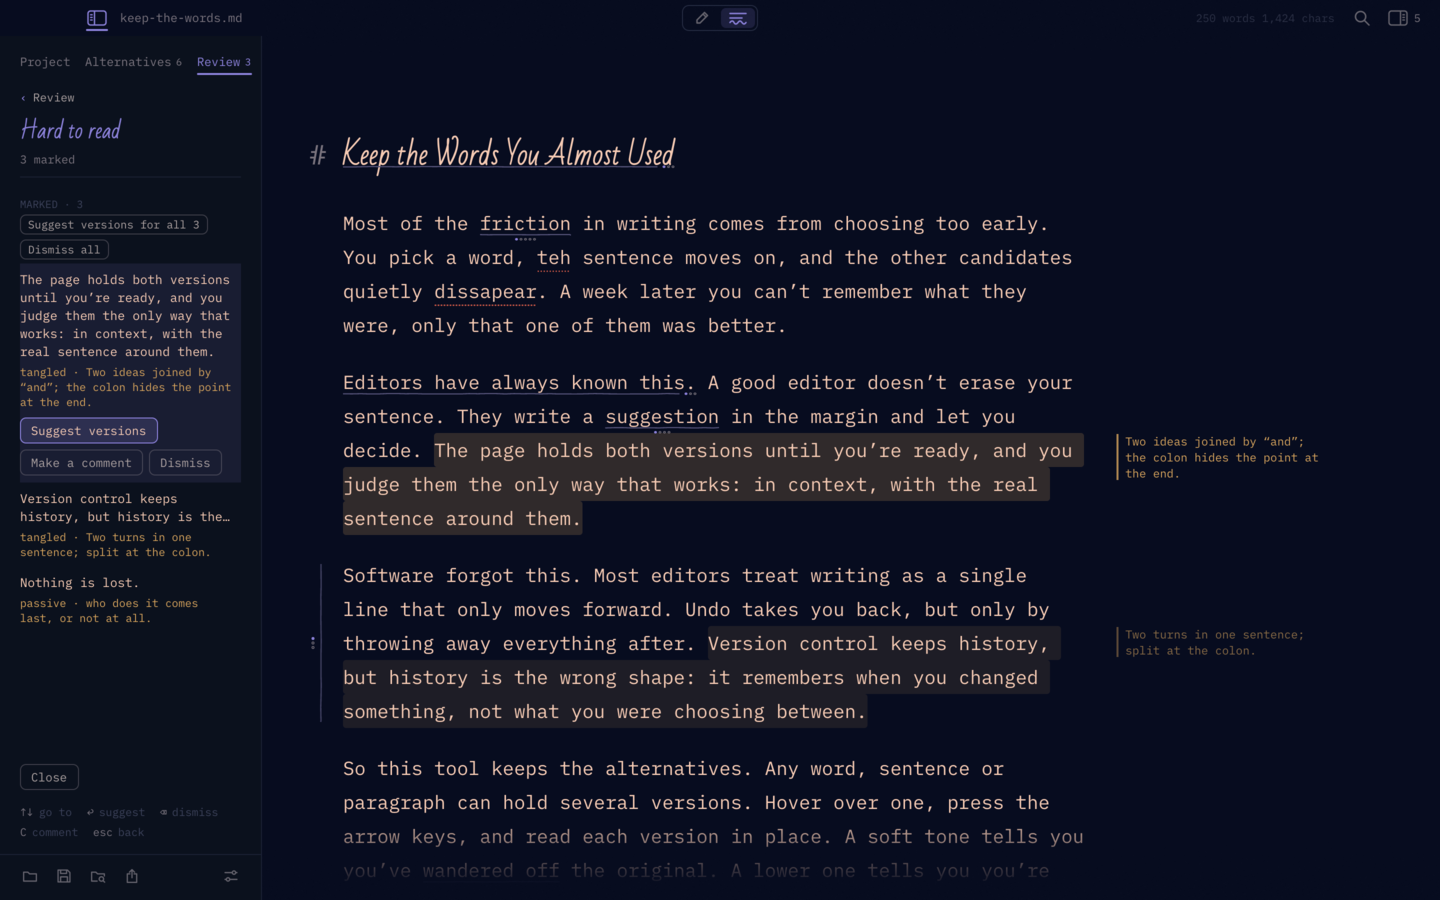 keep-the-words.md
250 words 1,424 chars
5
Project Alternatives 6 Review 3
‹ Review
Hard to read
3 marked
MARKED · 3
Suggest versions for all 3
Dismiss all
The page holds both versions
until you’re ready, and you
judge them the only way that
works: in context, with the
real sentence around them.
tangled · Two ideas joined by
“and”; the colon hides the point
at the end.
Suggest versions
Make a comment Dismiss
Version control keeps
history, but history is the…
tangled · Two turns in one
sentence; split at the colon.
Nothing is lost.
passive · who does it comes
last, or not at all.
Close
↑↓ go to ↵ suggest ⌫ dismiss
C comment esc back
# Keep the Words You Almost Used
Most of the friction in writing comes from choosing too early.
You pick a word, teh sentence moves on, and the other candidates
quietly dissapear. A week later you can’t remember what they
were, only that one of them was better.
Editors have always known this. A good editor doesn’t erase your
sentence. They write a suggestion in the margin and let you
decide. The page holds both versions until you’re ready, and you
judge them the only way that works: in context, with the real
sentence around them.
Software forgot this. Most editors treat writing as a single
line that only moves forward. Undo takes you back, but only by
throwing away everything after. Version control keeps history,
but history is the wrong shape: it remembers when you changed
something, not what you were choosing between.
So this tool keeps the alternatives. Any word, sentence or
paragraph can hold several versions. Hover over one, press the
arrow keys, and read each version in place. A soft tone tells you
you’ve wandered off the original. A lower one tells you you’re
Two ideas joined by “and”;
the colon hides the point at
the end.
Two turns in one sentence;
split at the colon.